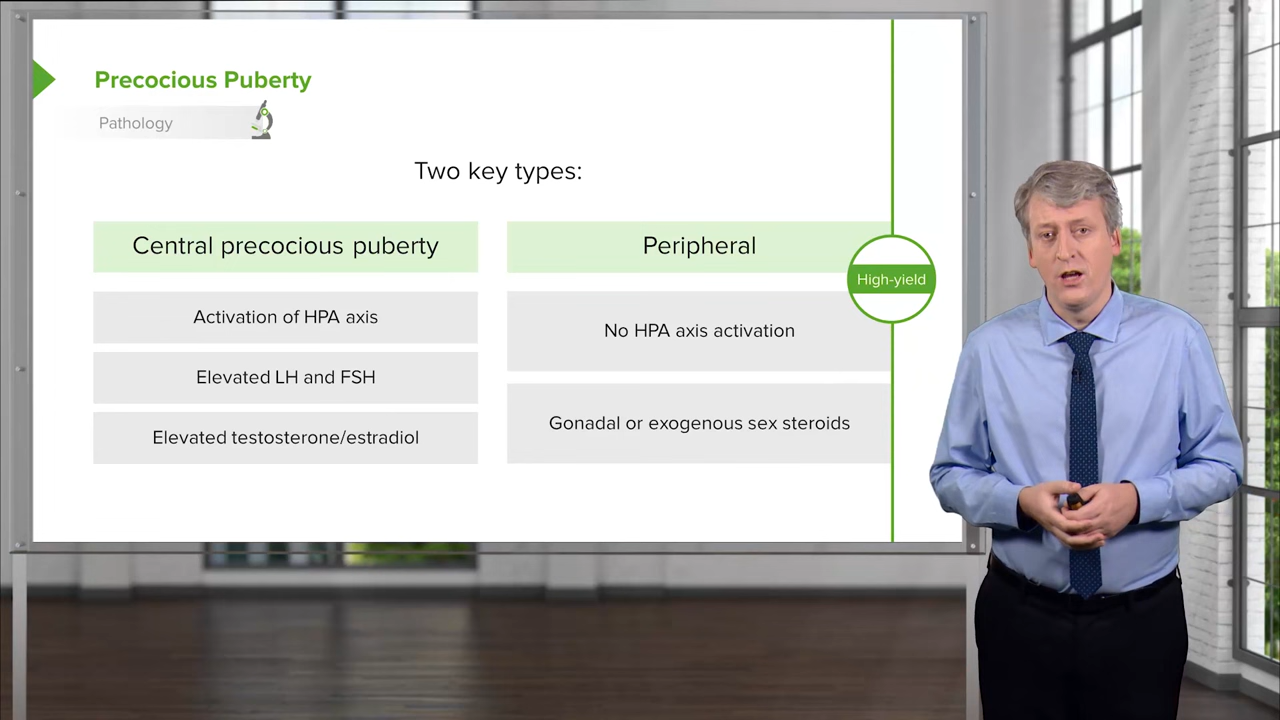 Precocious Puberty
Pathology
Two key types:
Central precocious puberty
Activation of HPA axis
Elevated LH and FSH
Elevated testosterone/estradiol
Peripheral
No HPA axis activation
Gonadal or exogenous sex steroids
High-yield